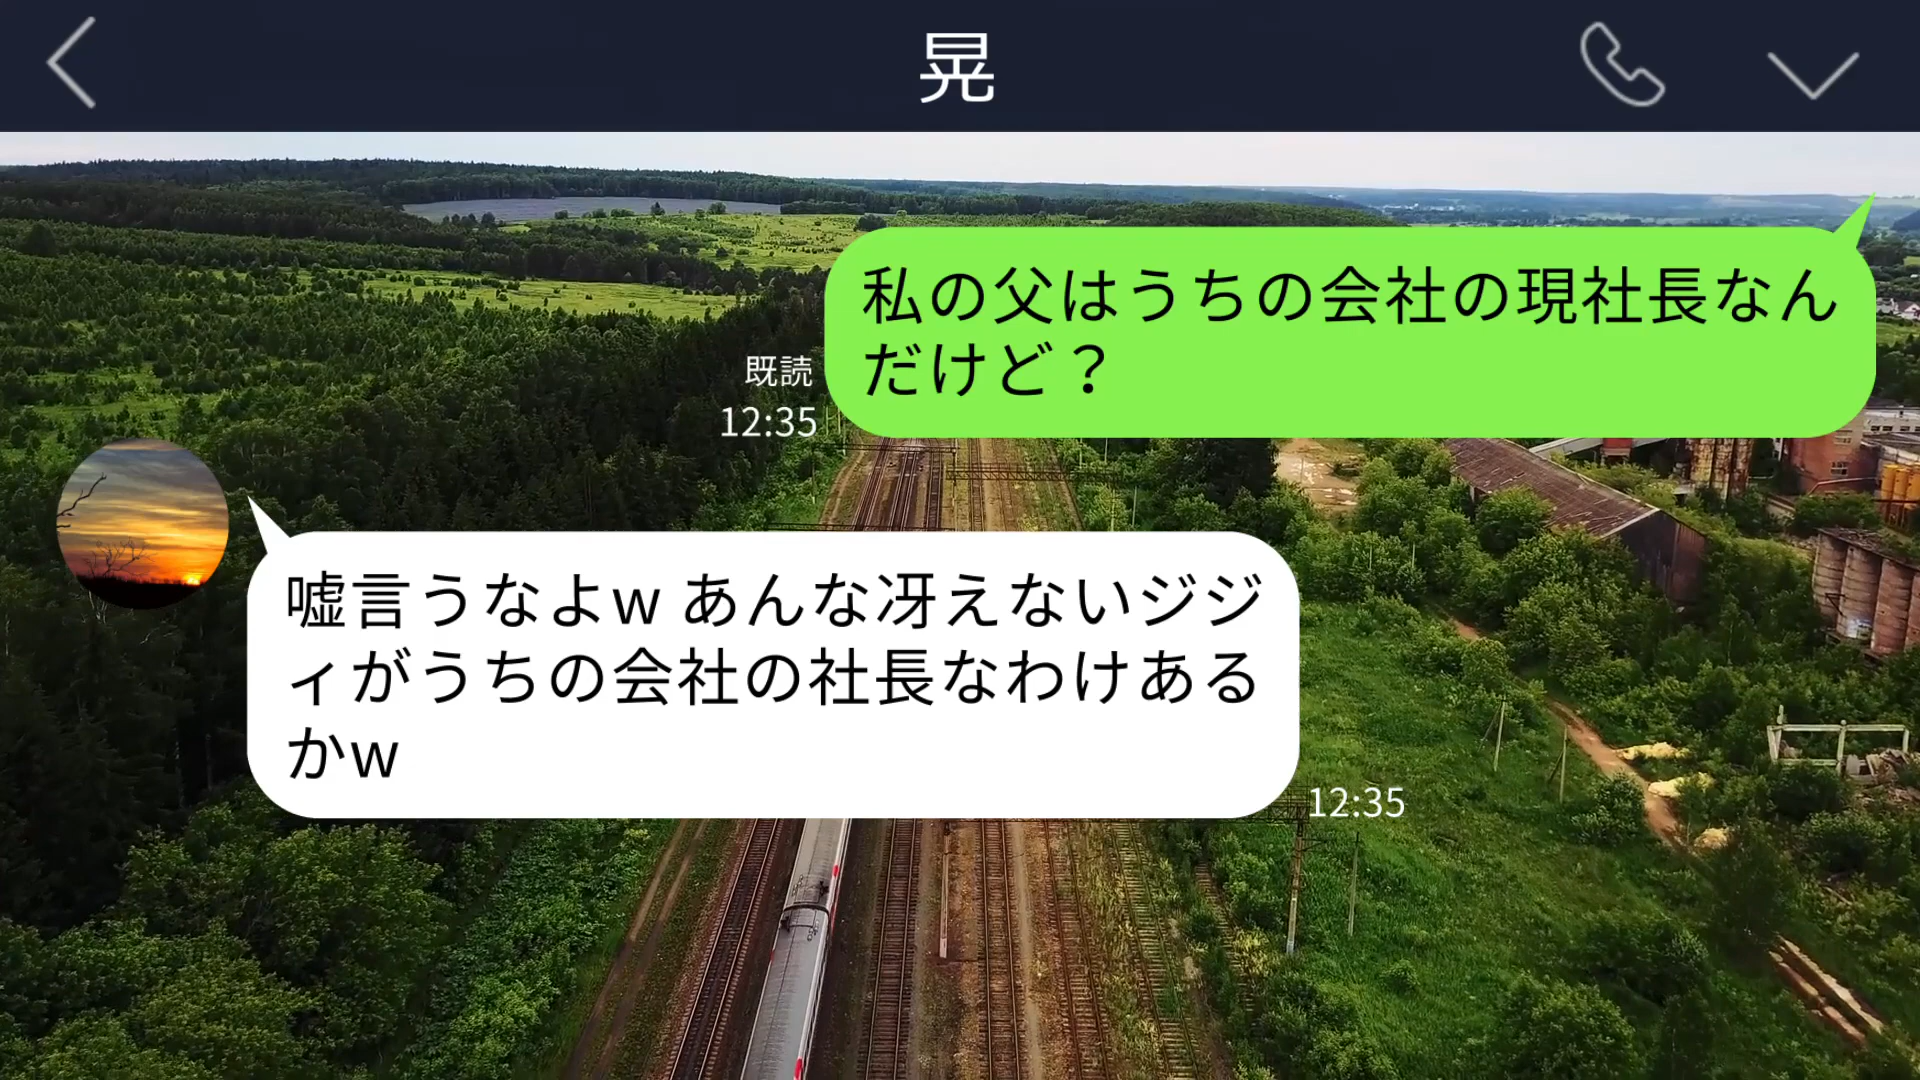 晃
私の父はうちの会社の現社長なん
だけど？
既読
12:35
嘘言うなよw あんな冴えないジジ
ィがうちの会社の社長なわけある
かw
12:35